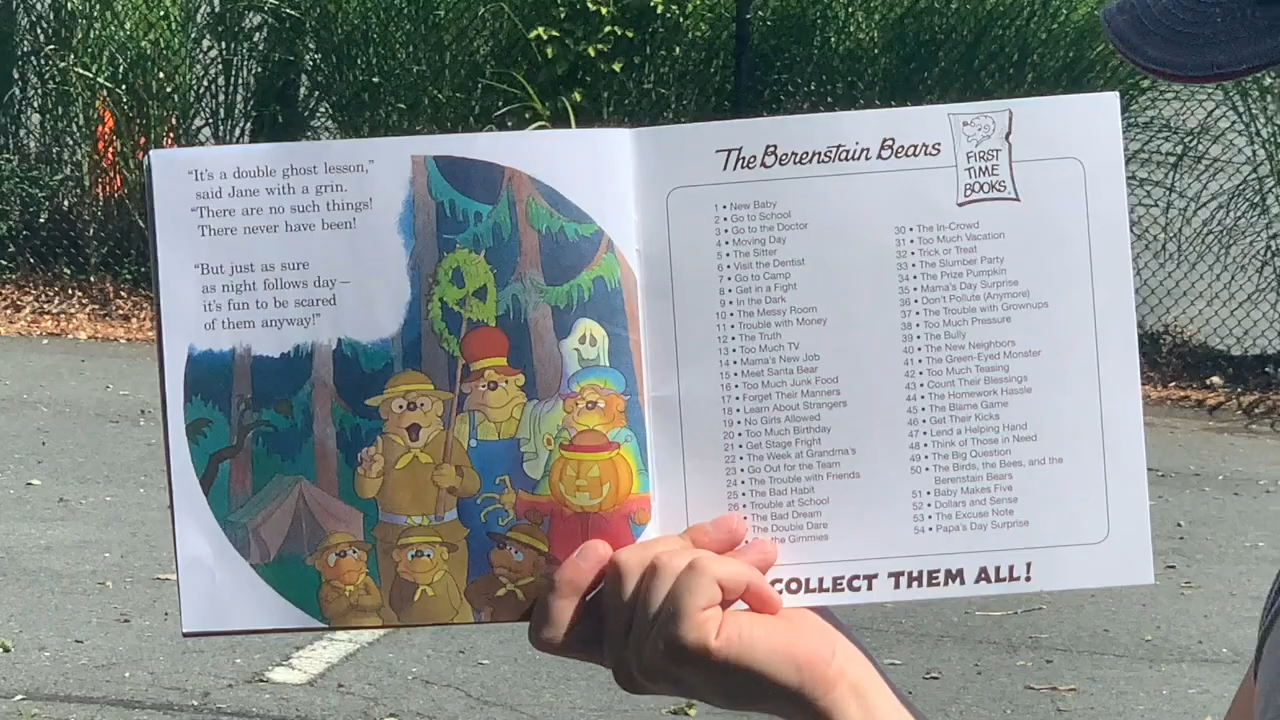 “It’s a double ghost lesson,”
said Jane with a grin.
“There are no such things!
There never have been!
“But just as sure
as night follows day—
it’s fun to be scared
of them anyway!”
The Berenstain Bears
FIRST
TIME
BOOKS®
1 • New Baby
2 • Go to School
3 • Go to the Doctor
4 • Moving Day
5 • The Sitter
6 • Visit the Dentist
7 • Go to Camp
8 • Get in a Fight
9 • In the Dark
10 • The Messy Room
11 • Trouble with Money
12 • The Truth
13 • Too Much TV
14 • Mama's New Job
15 • Meet Santa Bear
16 • Too Much Junk Food
17 • Forget Their Manners
18 • Learn About Strangers
19 • No Girls Allowed
20 • Too Much Birthday
21 • Get Stage Fright
22 • The Week at Grandma's
23 • Go Out for the Team
24 • The Trouble with Friends
25 • The Bad Habit
26 • Trouble at School
• The Bad Dream
The Double Dare
the Gimmies
30 • The In-Crowd
31 • Too Much Vacation
32 • Trick or Treat
33 • The Slumber Party
34 • The Prize Pumpkin
35 • Mama's Day Surprise
36 • Don't Pollute (Anymore)
37 • The Trouble with Grownups
38 • Too Much Pressure
39 • The Bully
40 • The New Neighbors
41 • The Green-Eyed Monster
42 • Too Much Teasing
43 • Count Their Blessings
44 • The Homework Hassle
45 • The Blame Game
46 • Get Their Kicks
47 • Lend a Helping Hand
48 • Think of Those in Need
49 • The Big Question
50 • The Birds, the Bees, and the
Berenstain Bears
51 • Baby Makes Five
52 • Dollars and Sense
53 • The Excuse Note
54 • Papa's Day Surprise
COLLECT THEM ALL!